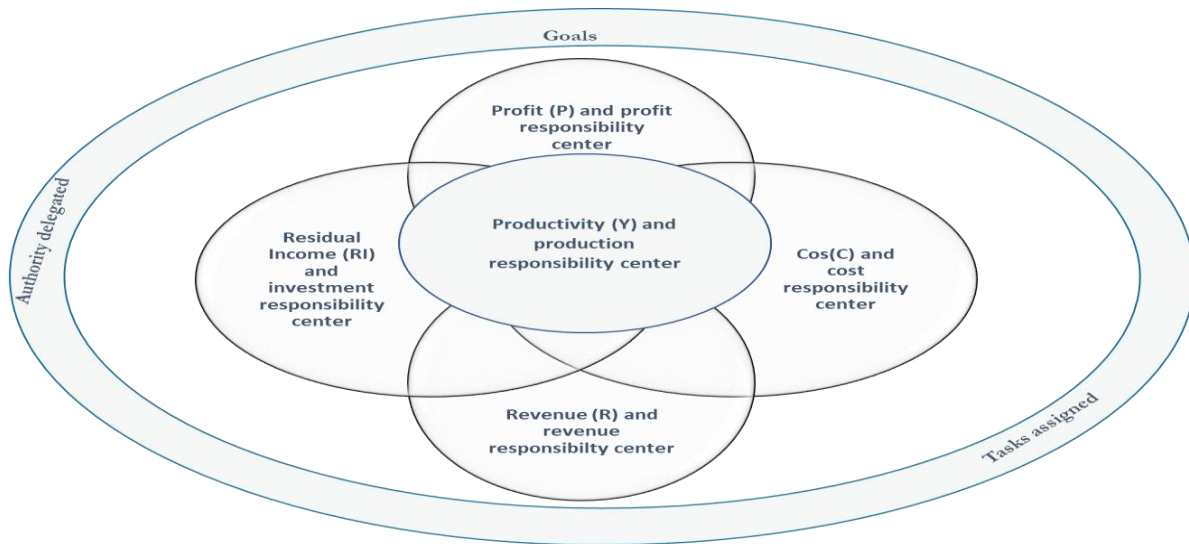 Goals
Profit (P) and profit
responsibility
center
Authority delegated
Productivity (Y) and
production
responsibility center
Residual
Income (RI)
and
investment
responsibility
center
Cos(C) and
cost
responsibility
center
Revenue (R) and
revenue
responsibilty center
Tasks assigned